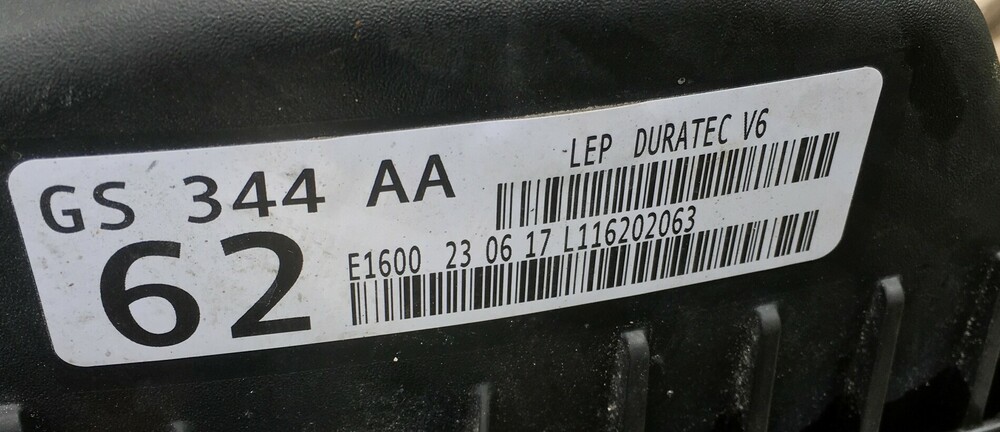 GS 344 AA
LEP DURATEC V6
62
E1600 23 06 17 L116202063